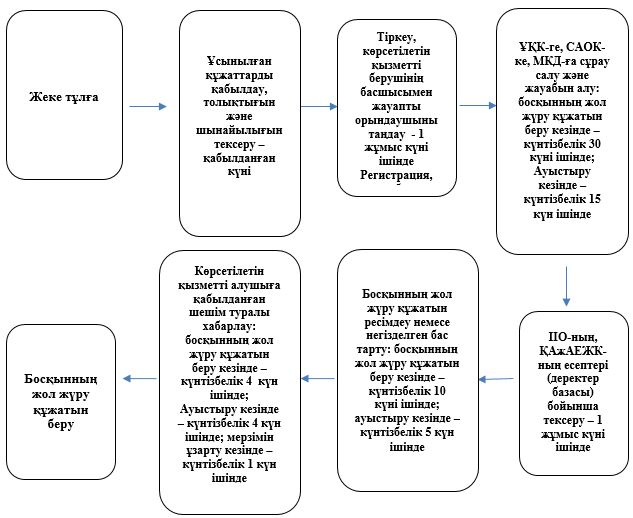 Жеке тұлға
Ұсынылған
құжаттарды
қабылдау,
толықтығын
және
шынайылығын
тексеру –
қабылданған
күні
Тіркеу,
көрсетілетін
қызметті
берушінің
басшысымен
жауапты
орындаушыны
таңдау - 1
жұмыс күні
ішінде
Регистрация,
ҰҚК-ге, САОК-
ке, МКД-ға сұрау
салу және
жауабын алу:
босқынның жол
жүру құжатын
беру кезінде –
күнтізбелік 30
күні ішінде;
Ауыстыру
кезінде –
күнтізбелік 15
күн ішінде
ІІО-ның,
ҚАжАЕЖК-
ның есептері
(деректер
базасы)
бойынша
тексеру – 1
жұмыс күні
ішінде
Босқынның жол
жүру құжатын
ресімдеу немесе
негізделген бас
тарту: босқынның
жол жүру құжатын
беру кезінде –
күнтізбелік 10
күні ішінде;
ауыстыру кезінде –
күнтізбелік 5 күн
ішінде
Көрсетілетін
қызметті алушыға
қабылданған
шешім туралы
хабарлау:
босқынның жол
жүру құжатын
беру кезінде –
күнтізбелік 4 күн
ішінде;
Ауыстыру кезінде
– күнтізбелік 4 күн
ішінде; мерзімін
ұзарту кезінде –
күнтізбелік 1 күн
ішінде
Босқынның
жол жүру
құжатын
беру